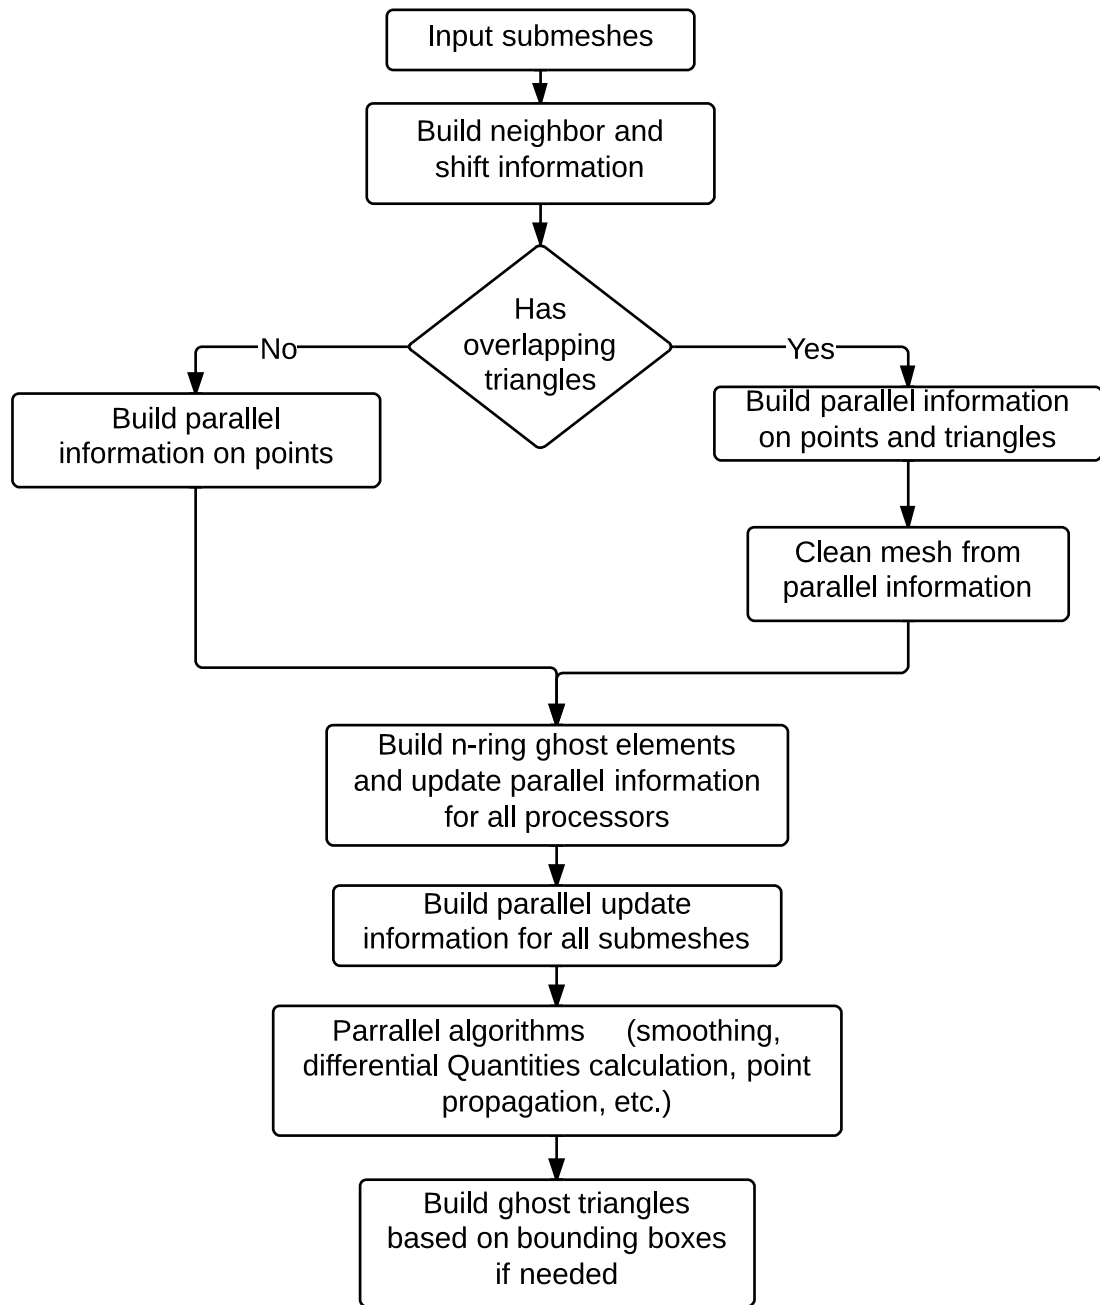 Input submeshes
Build neighbor and
shift information
Has
overlapping
triangles
No
Yes
Build parallel
information on points
Build parallel information
on points and triangles
Clean mesh from
parallel information
Build n-ring ghost elements
and update parallel information
for all processors
Build parallel update
information for all submeshes
Parrallel algorithms (smoothing,
differential Quantities calculation, point
propagation, etc.)
Build ghost triangles
based on bounding boxes
if needed